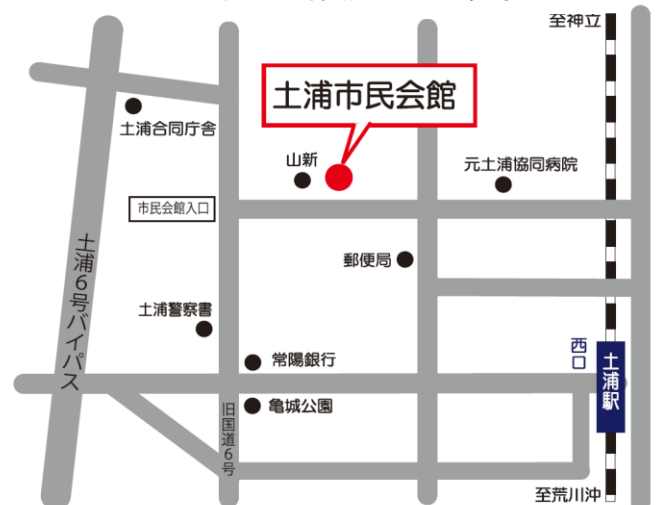 至神立
土浦市民会館
土浦合同庁舎
山新
元土浦協同病院
市民会館入口
郵便局
土浦6号バイパス
土浦警察書
西口
土浦駅
常陽銀行
亀城公園
旧国道6号
至荒川沖